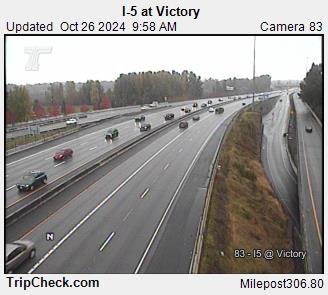 I-5 at Victory
Updated Oct 26 2024 9:58 AM Camera 83
TR
N
83 - I5 @ Victory
TripCheck.com Milepost306.80